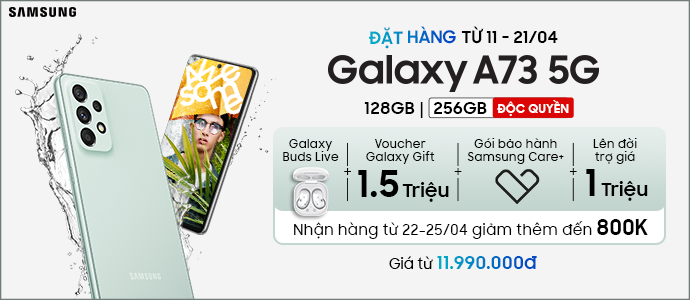 SAMSUNG
ĐẶT HÀNG TỪ 11 - 21/04
Galaxy A73 5G
128GB | 256GB ĐỘC QUYỀN
Galaxy Buds Live
+
Voucher Galaxy Gift
1.5 Triệu
+
Gói bảo hành Samsung Care+
+
Lên đời trợ giá
1 Triệu
Nhận hàng từ 22-25/04 giảm thêm đến 800K
Giá từ 11.990.000đ
SAMSUNG
AWE
SOME